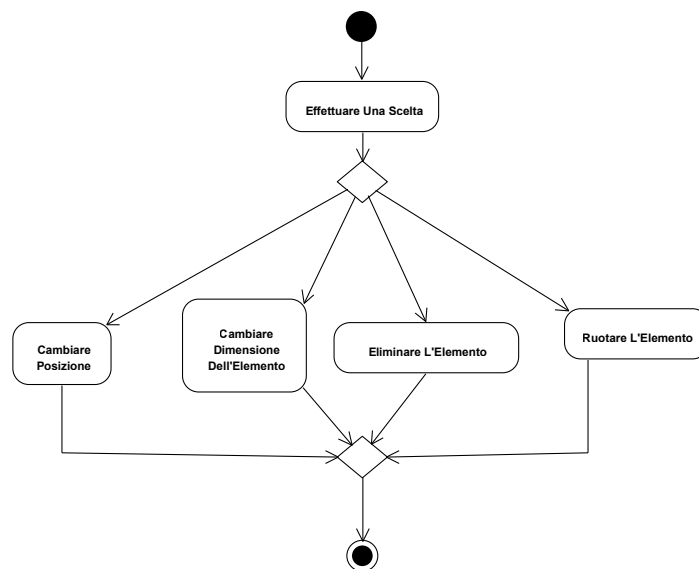 Effettuare Una Scelta
Cambiare
Posizione
Cambiare
Dimensione
Dell'Elemento
Eliminare L'Elemento
Ruotare L'Elemento